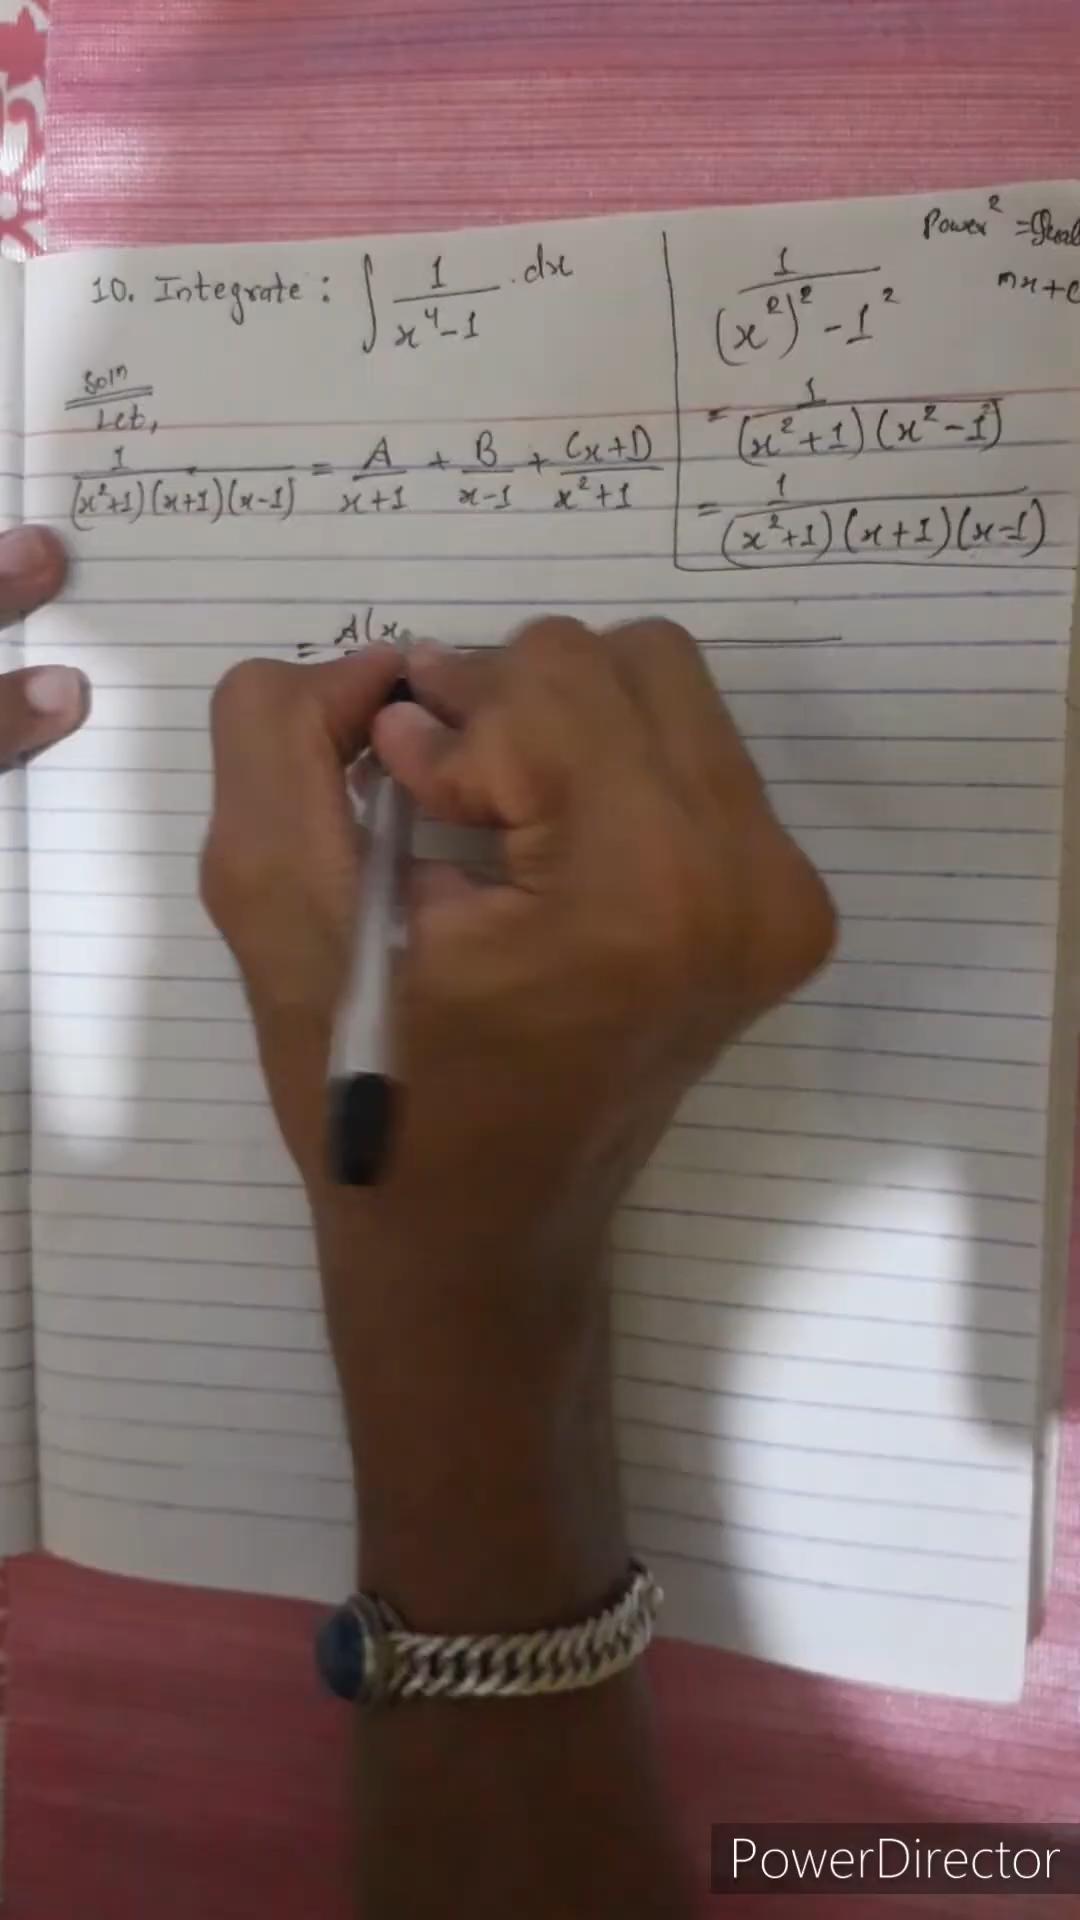 10. Integrate : ∫ 1/(x⁴-1) . dx
Soln
Let,
1/((x²+1)(x+1)(x-1)) = A/(x+1) + B/(x-1) + (Cx+D)/(x²+1)
= A(x
Power² =
mx+c
1/((x²)² - 1²)
= 1/((x²+1)(x²-1²))
= 1/((x²+1)(x+1)(x-1))
PowerDirector